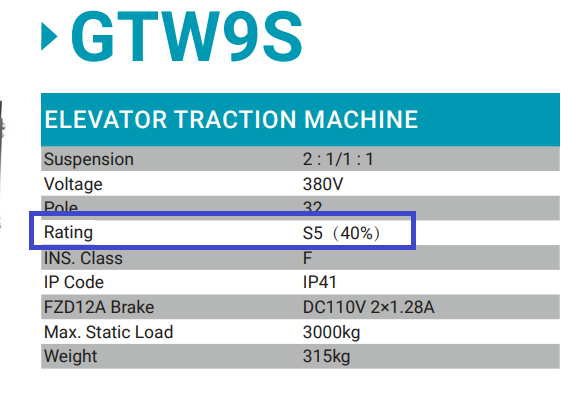 GTW9S
ELEVATOR TRACTION MACHINE
Suspension 2 : 1/1 : 1
Voltage 380V
Pole 32
Rating S5（40%）
INS. Class F
IP Code IP41
FZD12A Brake DC110V 2×1.28A
Max. Static Load 3000kg
Weight 315kg